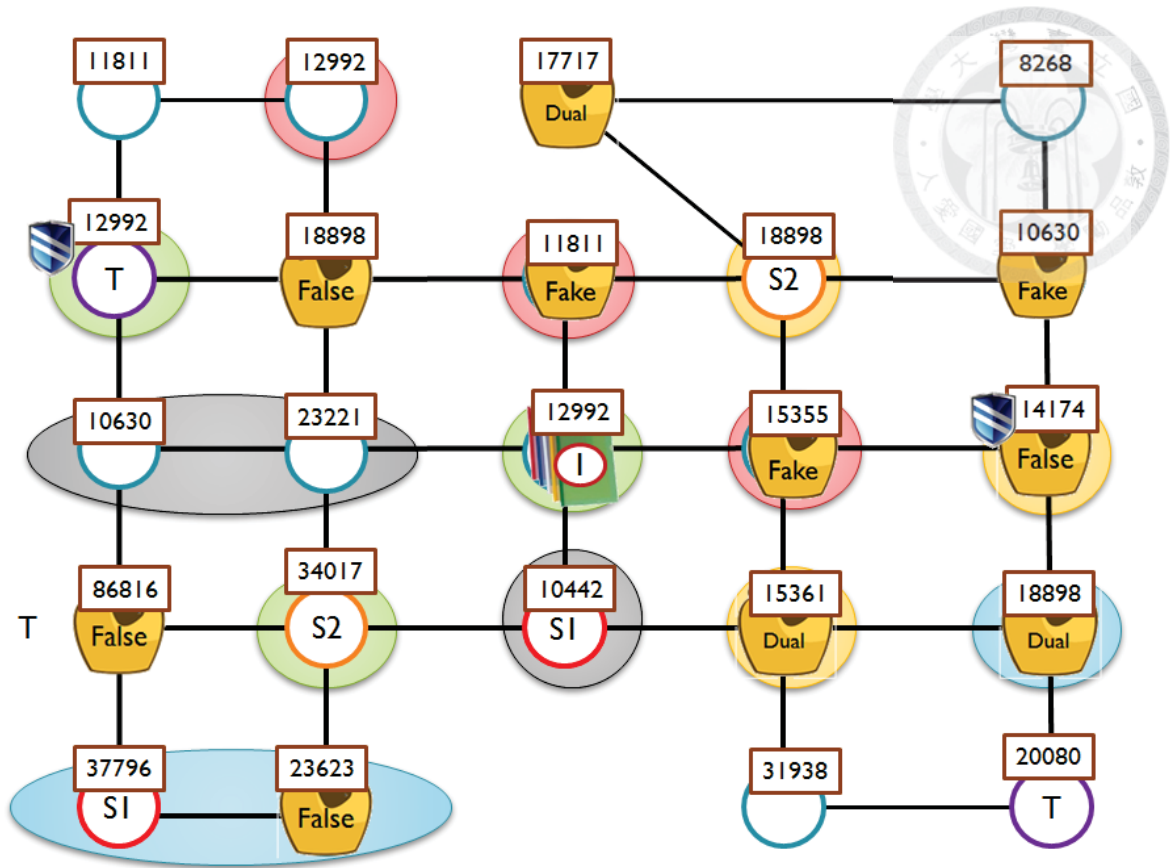 11811
12992
17717
Dual
8268
12992
T
18898
False
11811
Fake
18898
S2
10630
Fake
10630
23221
12992
I
15355
Fake
14174
False
T
86816
False
34017
S2
10442
S1
15361
Dual
18898
Dual
37796
S1
23623
False
31938
20080
T